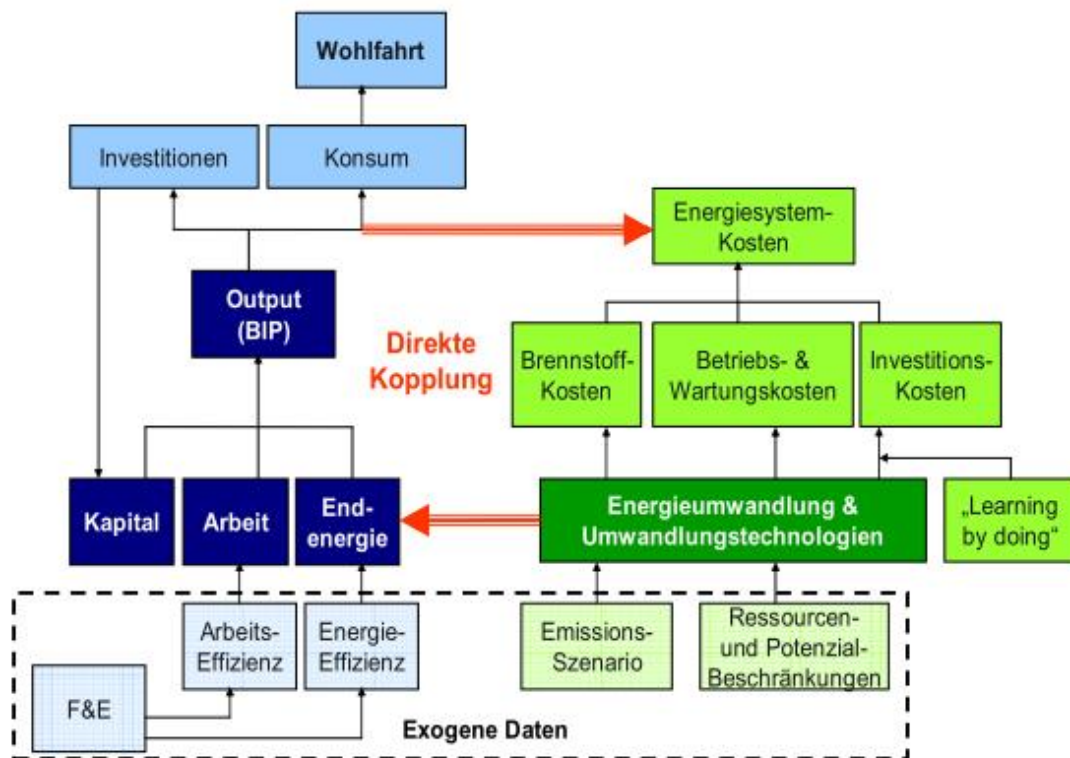 Wohlfahrt
Investitionen
Konsum
Energiesystem-
Kosten
Output
(BIP)
Direkte
Kopplung
Brennstoff-
Kosten
Betriebs- &
Wartungskosten
Investitions-
Kosten
Kapital
Arbeit
End-
energie
Energieumwandlung &
Umwandlungstechnologien
„Learning
by doing“
Arbeits-
Effizienz
Energie-
Effizienz
Emissions-
Szenario
Ressourcen-
und Potenzial-
Beschränkungen
F&E
Exogene Daten